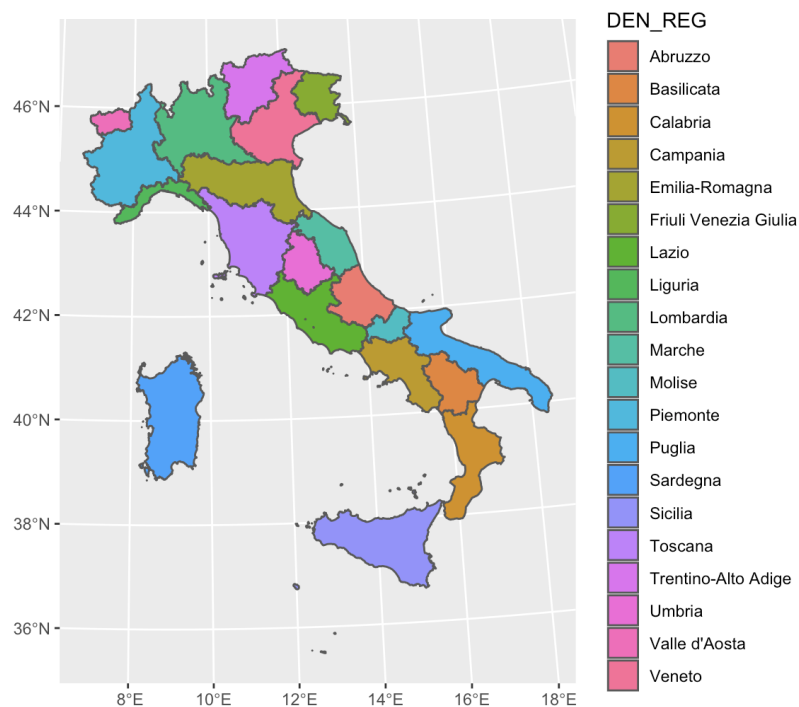 DEN_REG
Abruzzo
Basilicata
Calabria
Campania
Emilia-Romagna
Friuli Venezia Giulia
Lazio
Liguria
Lombardia
Marche
Molise
Piemonte
Puglia
Sardegna
Sicilia
Toscana
Trentino-Alto Adige
Umbria
Valle d'Aosta
Veneto
46°N
44°N
42°N
40°N
38°N
36°N
8°E 10°E 12°E 14°E 16°E 18°E